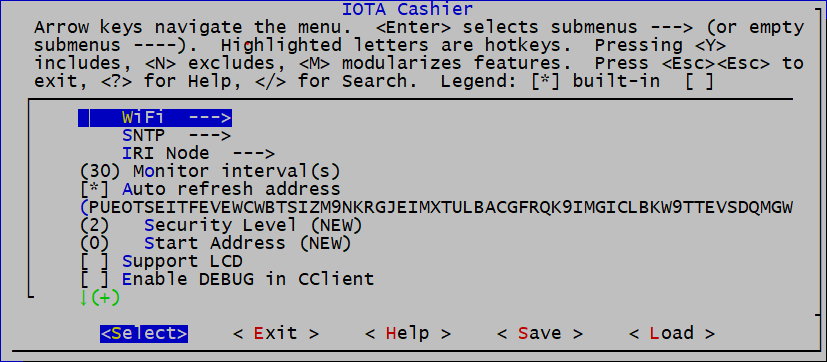 IOTA Cashier
Arrow keys navigate the menu.  <Enter> selects submenus ---> (or empty
submenus ----).  Highlighted letters are hotkeys.  Pressing <Y>
includes, <N> excludes, <M> modularizes features.  Press <Esc><Esc> to
exit, <?> for Help, </> for Search.  Legend: [*] built-in  [ ]
WiFi  --->
SNTP  --->
IRI Node  --->
(30) Monitor interval(s)
[*] Auto refresh address
(PUEOTSEITFEVEWCWBTSIZM9NKRGJEIMXTULBACGFRQK9IMGICLBKW9TTEVSDQMGW
(2)   Security Level (NEW)
(0)   Start Address (NEW)
[ ] Support LCD
[ ] Enable DEBUG in CClient
↓(+)
<Select>    < Exit >    < Help >    < Save >    < Load >